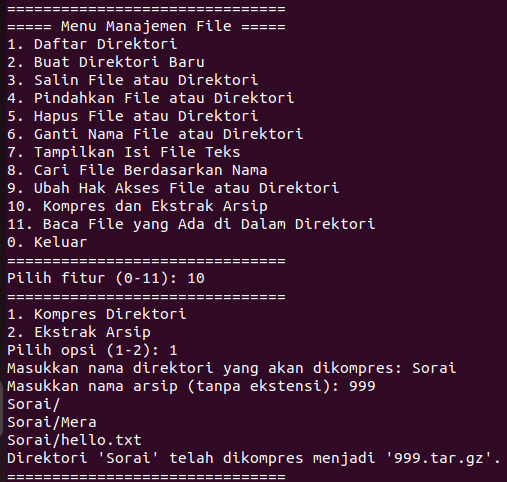 ===============================
===== Menu Manajemen File =====
1. Daftar Direktori
2. Buat Direktori Baru
3. Salin File atau Direktori
4. Pindahkan File atau Direktori
5. Hapus File atau Direktori
6. Ganti Nama File atau Direktori
7. Tampilkan Isi File Teks
8. Cari File Berdasarkan Nama
9. Ubah Hak Akses File atau Direktori
10. Kompres dan Ekstrak Arsip
11. Baca File yang Ada di Dalam Direktori
0. Keluar
===============================
Pilih fitur (0-11): 10
===============================
1. Kompres Direktori
2. Ekstrak Arsip
Pilih opsi (1-2): 1
Masukkan nama direktori yang akan dikompres: Sorai
Masukkan nama arsip (tanpa ekstensi): 999
Sorai/
Sorai/Mera
Sorai/hello.txt
Direktori 'Sorai' telah dikompres menjadi '999.tar.gz'.
===============================